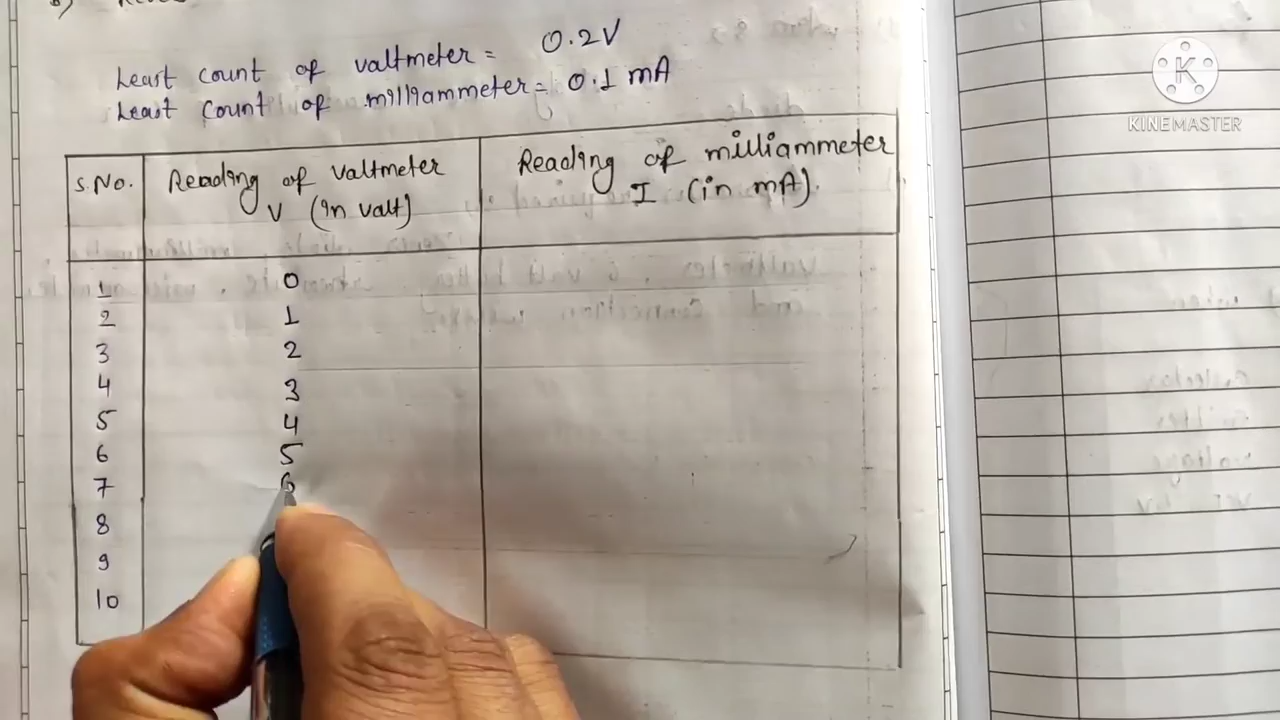 Least count of valtmeter = 0.2V
Least count of milliammeter = 0.1 mA
S.No. Reading of valtmeter V (in valt) Reading of milliammeter I (in mA).
1 0
2 1
3 2
4 3
5 4
6 5
7 6
8
9
10
K
KINEMASTER